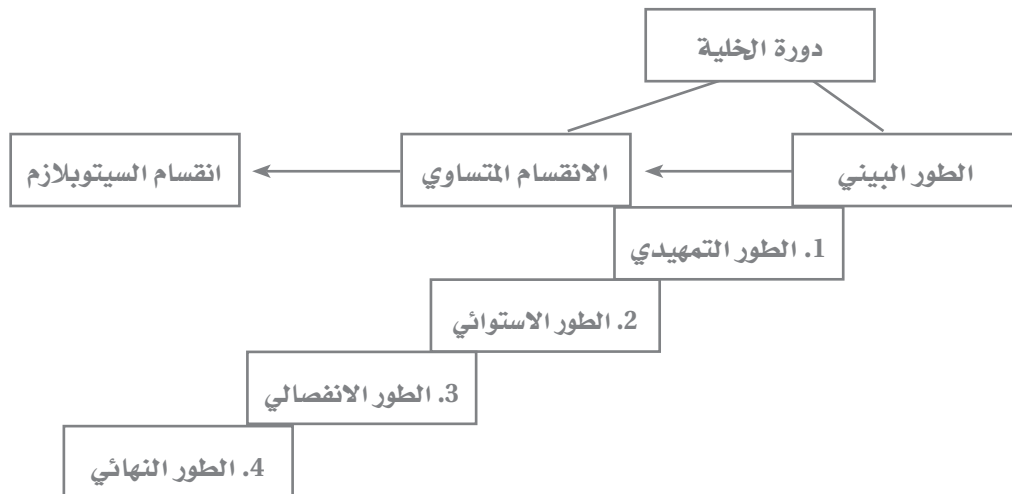 دورة الخلية
الطور البيني
الانقسام المتساوي
انقسام السيتوبلازم
1. الطور التمهيدي
2. الطور الاستوائي
3. الطور الانفصالي
4. الطور النهائي